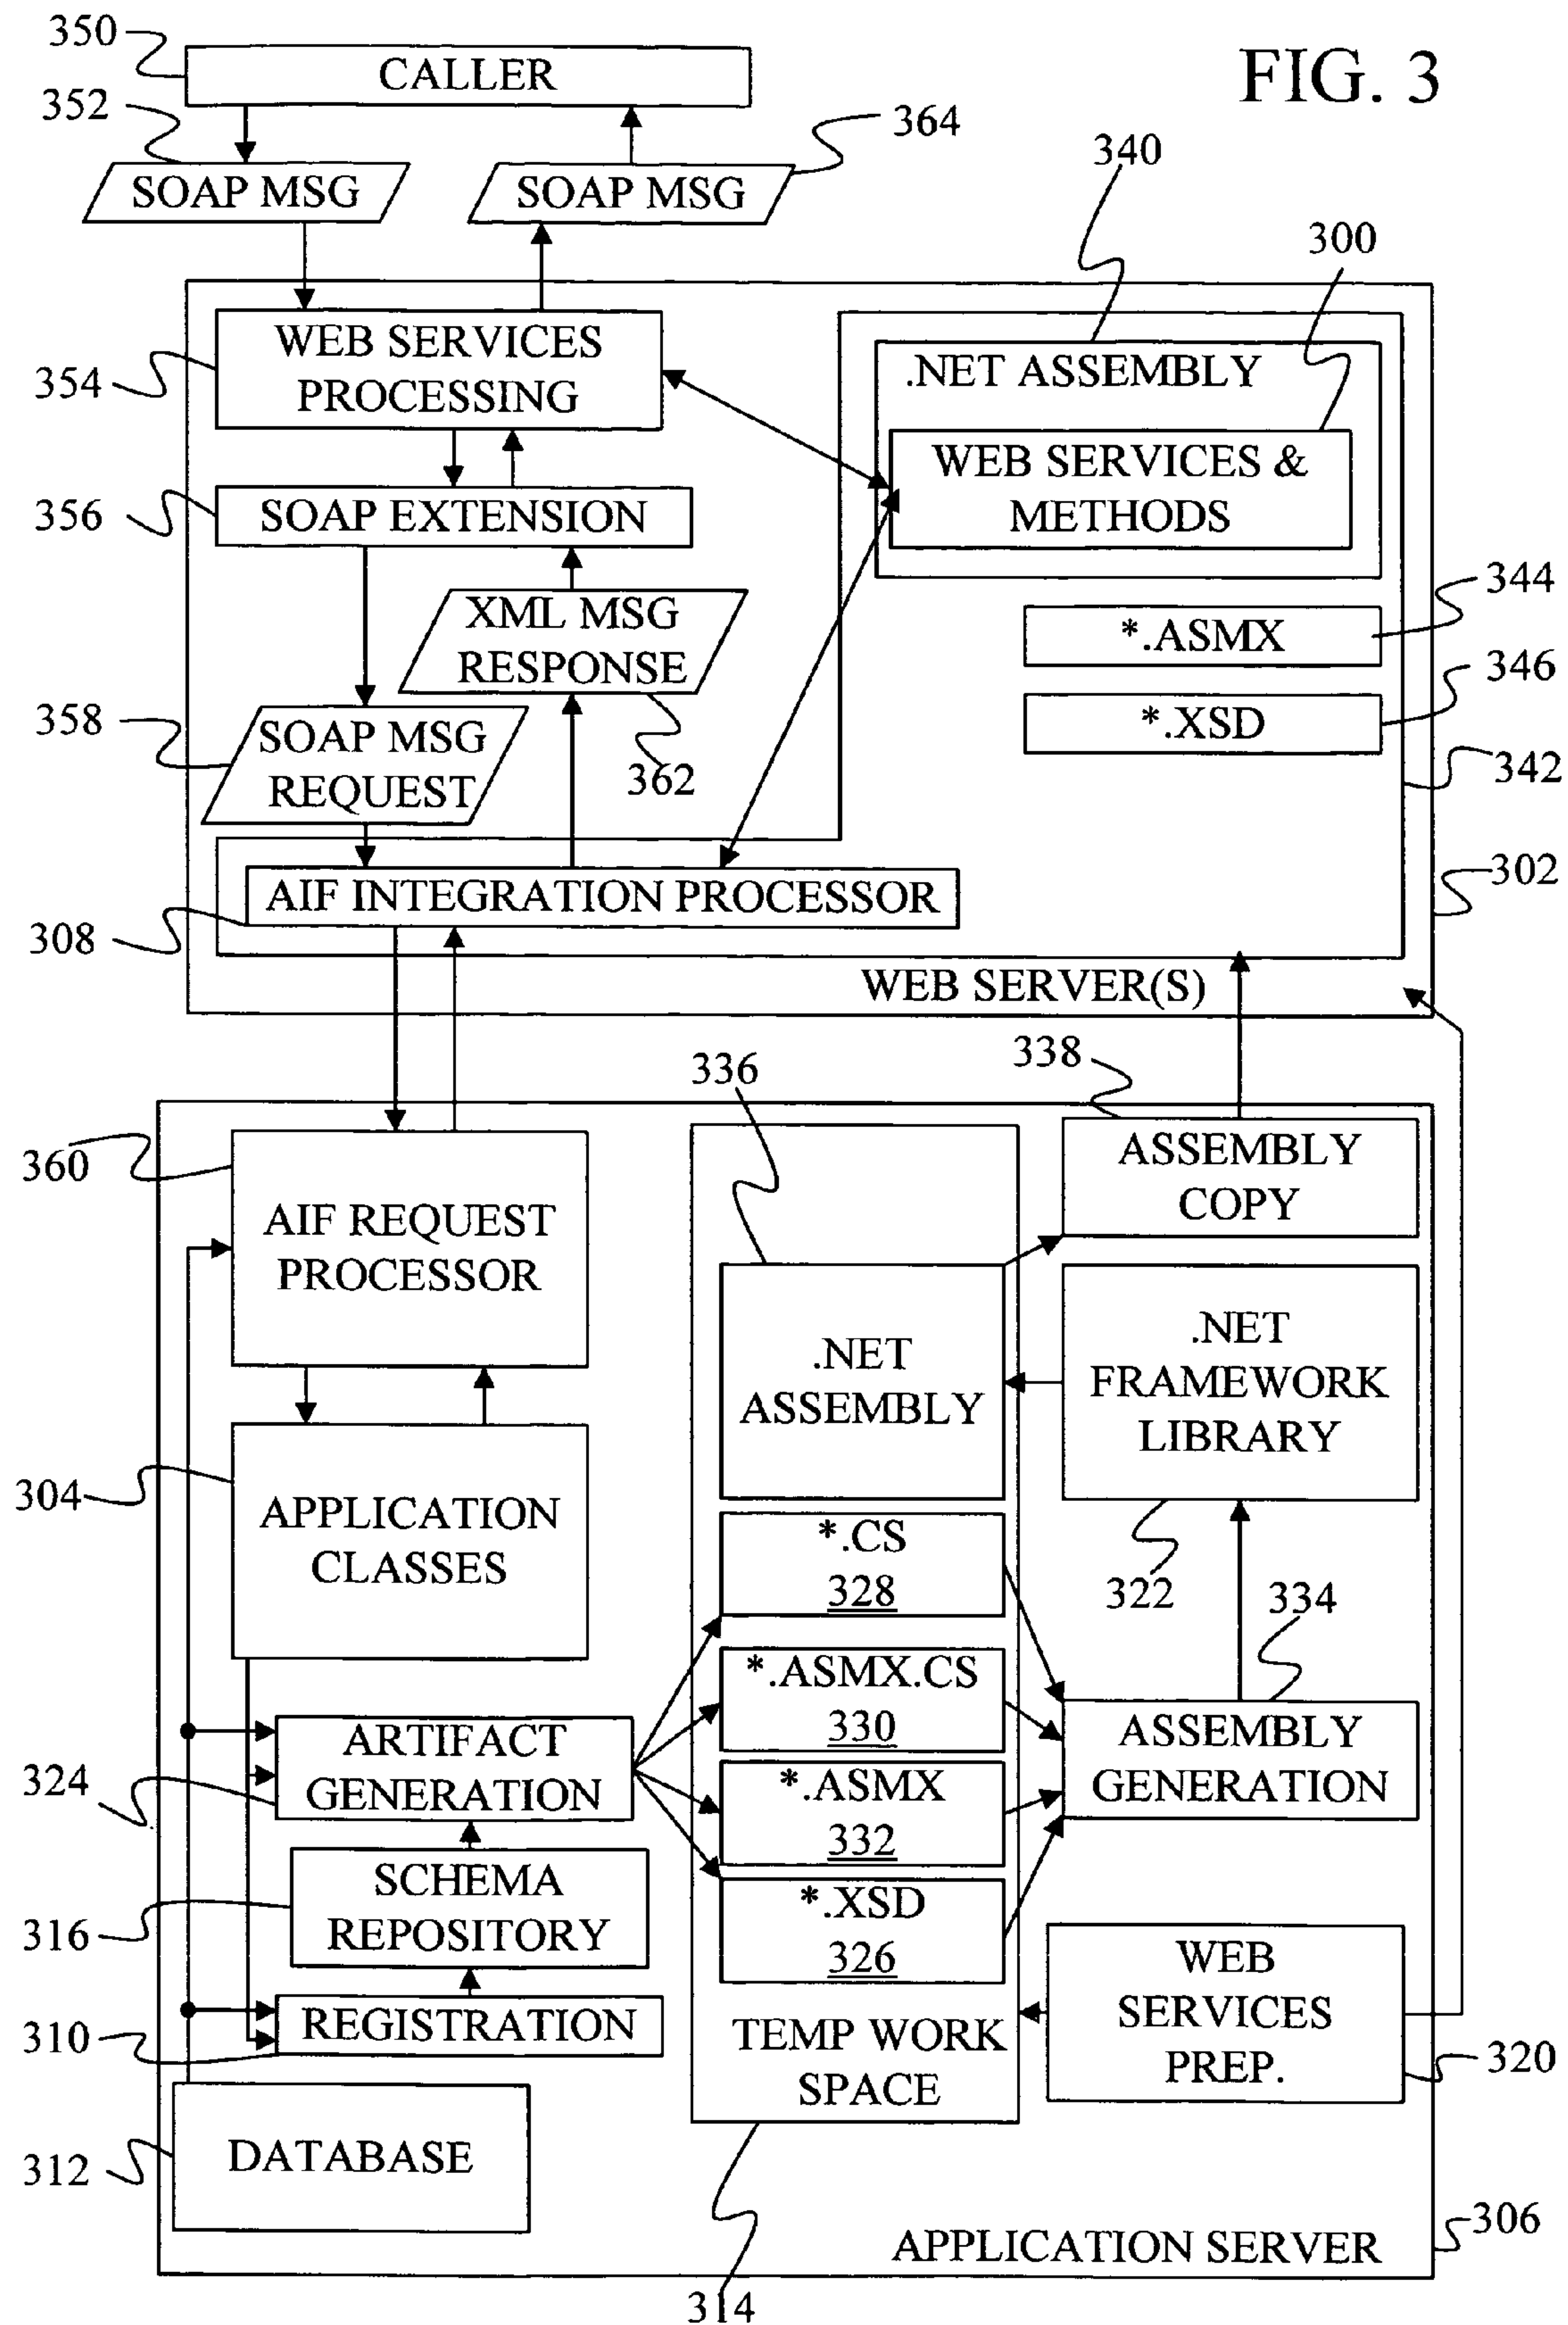 FIG. 3
350
CALLER
352
364
SOAP MSG
SOAP MSG
340
300
WEB SERVICES
PROCESSING
354
.NET ASSEMBLY
WEB SERVICES &
METHODS
356
SOAP EXTENSION
344
*.ASMX
XML MSG
RESPONSE
346
*.XSD
358
SOAP MSG
REQUEST
362
342
302
AIF INTEGRATION PROCESSOR
308
WEB SERVER(S)
336
338
360
AIF REQUEST
PROCESSOR
ASSEMBLY
COPY
.NET
ASSEMBLY
.NET
FRAMEWORK
LIBRARY
304
APPLICATION
CLASSES
*.CS
328
322
334
*.ASMX.CS
330
ARTIFACT
GENERATION
324
ASSEMBLY
GENERATION
*.ASMX
332
SCHEMA
REPOSITORY
316
*.XSD
326
WEB
SERVICES
PREP.
320
REGISTRATION
310
TEMP WORK
SPACE
DATABASE
312
306
APPLICATION SERVER
314